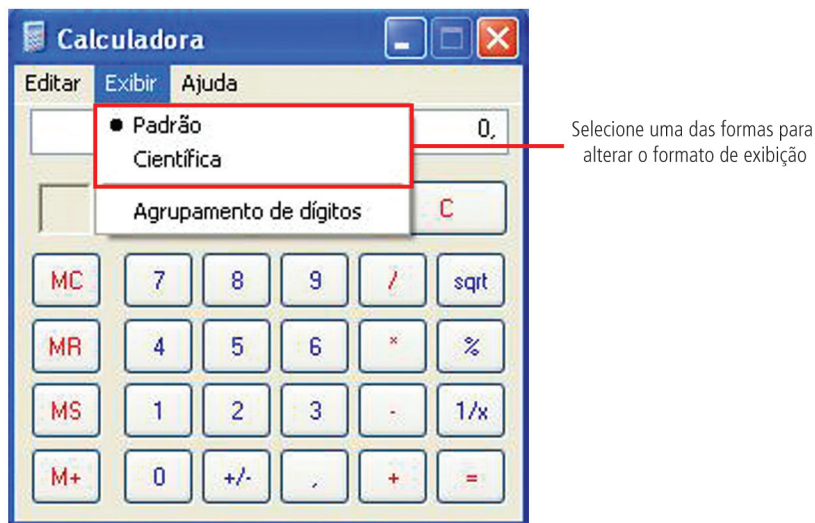 Calculadora
Editar Exibir Ajuda
Padrão
Científica
Agrupamento de dígitos
0,
C
MC 7 8 9 / sqrt
MR 4 5 6 * %
MS 1 2 3 - 1/x
M+ 0 +/- , + =
Selecione uma das formas para
alterar o formato de exibição